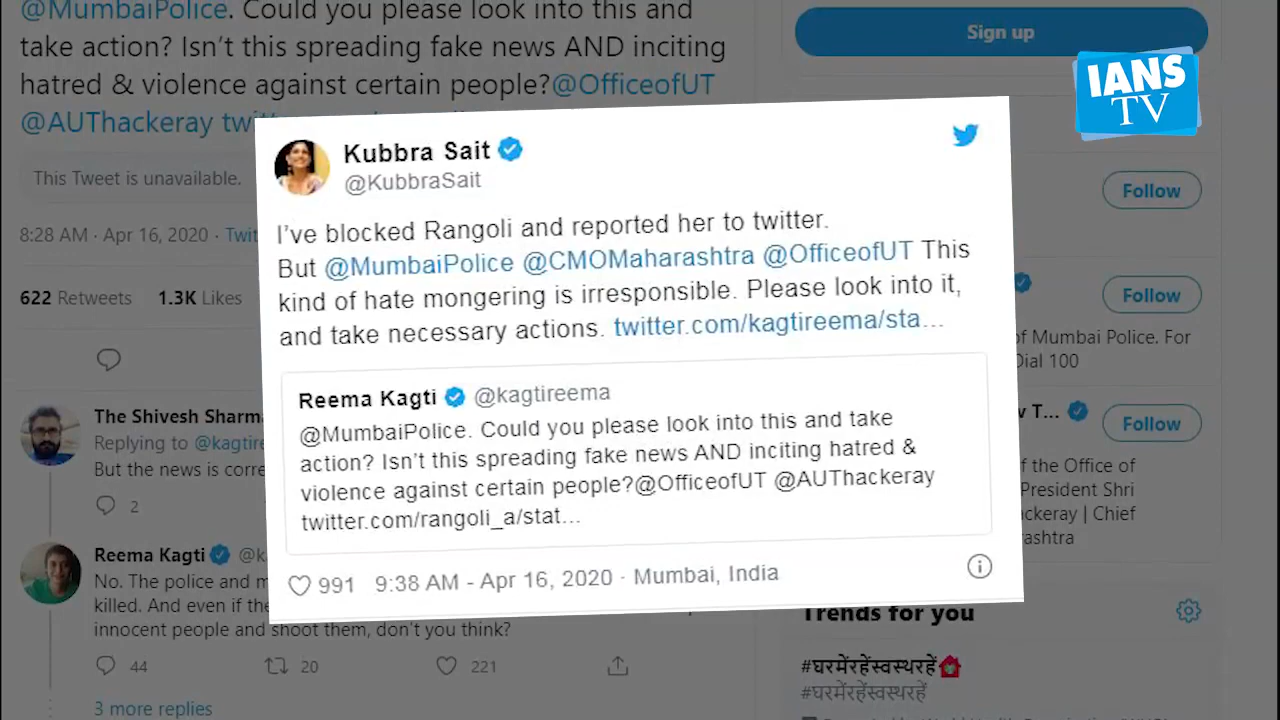 @MumbaiPolice. Could you please look into this and
take action? Isn't this spreading fake news AND inciting
hatred & violence against certain people?@OfficeofUT
@AUThackeray
This Tweet is unavailable.
8:28 AM · Apr 16, 2020 · Twit
622 Retweets 1.3K Likes
The Shivesh Sharma
Replying to @kagtire
But the news is corre
2
Reema Kagti @k
No. The police and m
killed. And even if the
innocent people and shoot them, don't you think?
44 20 221
3 more replies
Kubbra Sait
@KubbraSait
I've blocked Rangoli and reported her to twitter.
But @MumbaiPolice @CMOMaharashtra @OfficeofUT This
kind of hate mongering is irresponsible. Please look into it,
and take necessary actions. twitter.com/kagtireema/sta...
Reema Kagti @kagtireema
@MumbaiPolice. Could you please look into this and take
action? Isn't this spreading fake news AND inciting hatred &
violence against certain people?@OfficeofUT @AUThackeray
twitter.com/rangoli_a/stat...
991 9:38 AM - Apr 16, 2020 · Mumbai, India
Sign up
IANS
TV
Follow
Follow
of Mumbai Police. For
Dial 100
v T...
Follow
f the Office of
President Shri
ckeray | Chief
rashtra
Trends for you
#घरमेंरहेंस्वस्थरहें
#घरमेंरहेंस्वस्थरहें